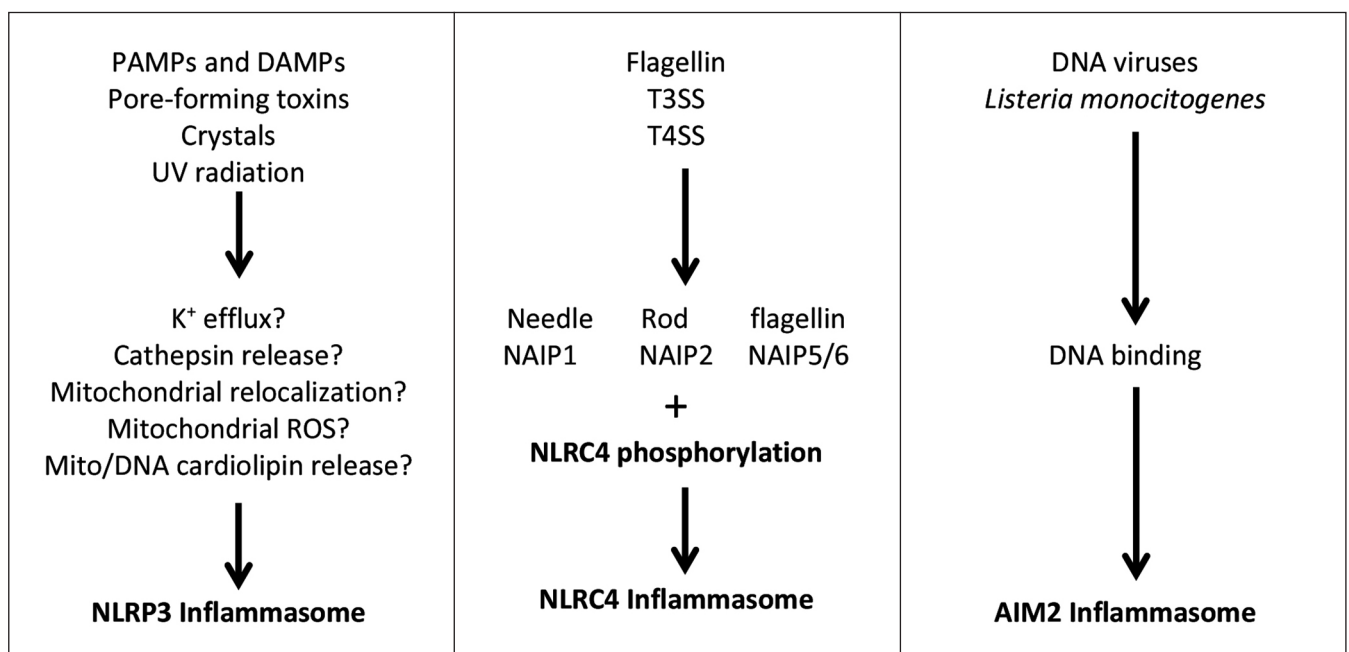 PAMPs and DAMPs
Pore-forming toxins
Crystals
UV radiation
K⁺ efflux?
Cathepsin release?
Mitochondrial relocalization?
Mitochondrial ROS?
Mito/DNA cardiolipin release?
NLRP3 Inflammasome
Flagellin
T3SS
T4SS
Needle Rod flagellin
NAIP1 NAIP2 NAIP5/6
+
NLRC4 phosphorylation
NLRC4 Inflammasome
DNA viruses
Listeria monocitogenes
DNA binding
AIM2 Inflammasome